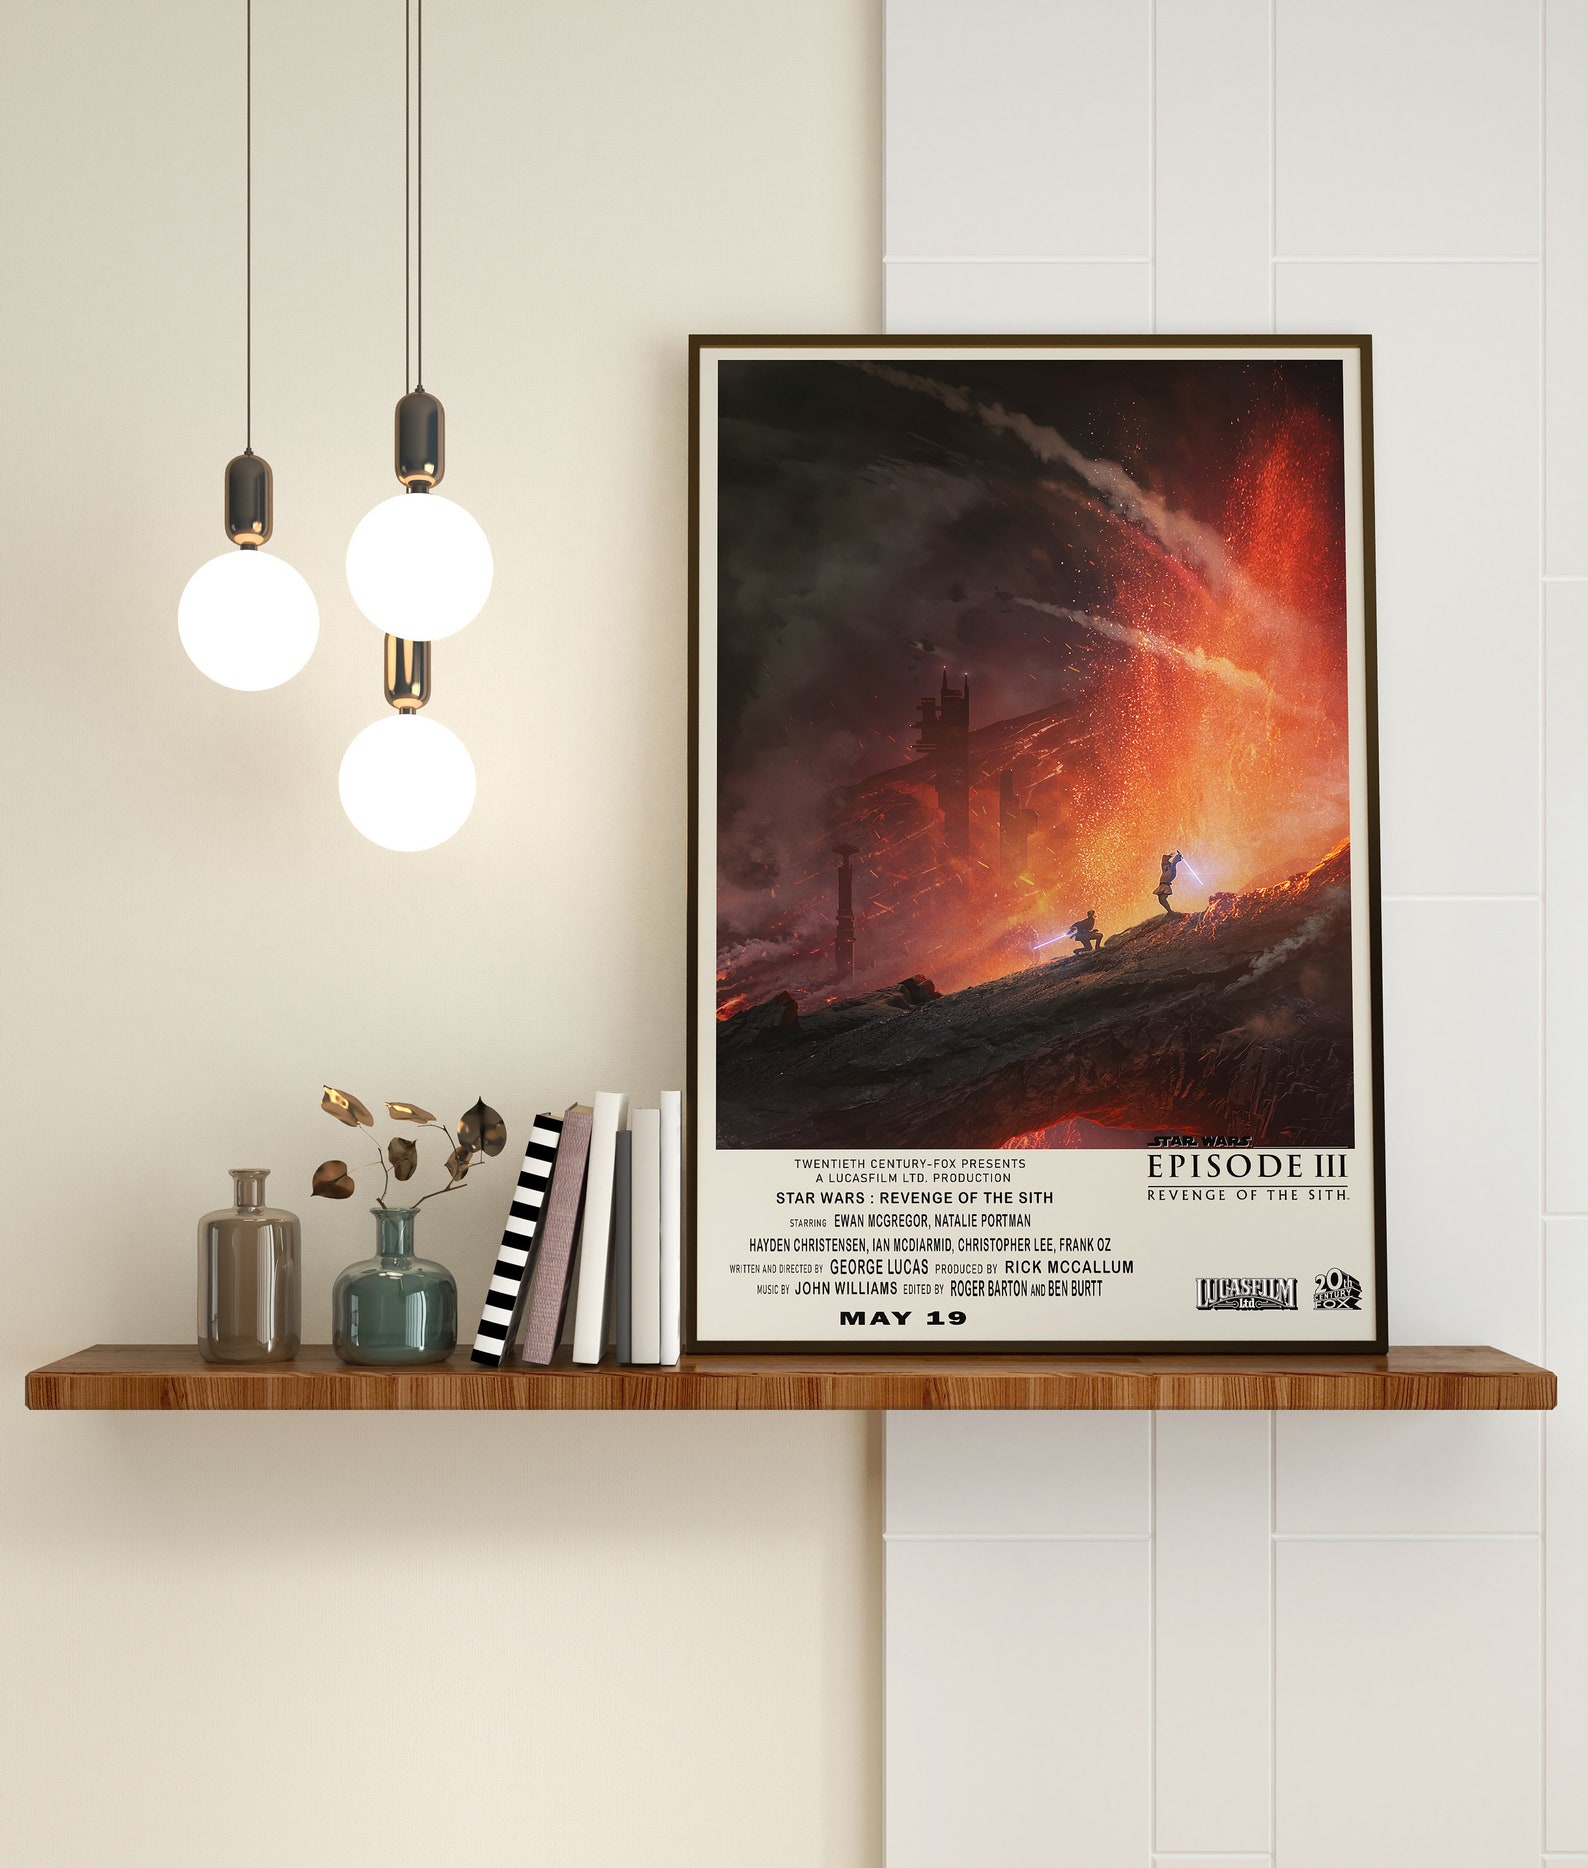 TWENTIETH CENTURY-FOX PRESENTS
A LUCASFILM LTD. PRODUCTION
STAR WARS : REVENGE OF THE SITH
STARRING EWAN MCGREGOR, NATALIE PORTMAN
HAYDEN CHRISTENSEN, IAN MCDIARMID, CHRISTOPHER LEE, FRANK OZ
WRITTEN AND DIRECTED BY GEORGE LUCAS PRODUCED BY RICK MCCALLUM
MUSIC BY JOHN WILLIAMS EDITED BY ROGER BARTON AND BEN BURTT
MAY 19
STAR WARS
EPISODE III
REVENGE OF THE SITH.
LUCASFILM
Ltd
20th
CENTURY
FOX